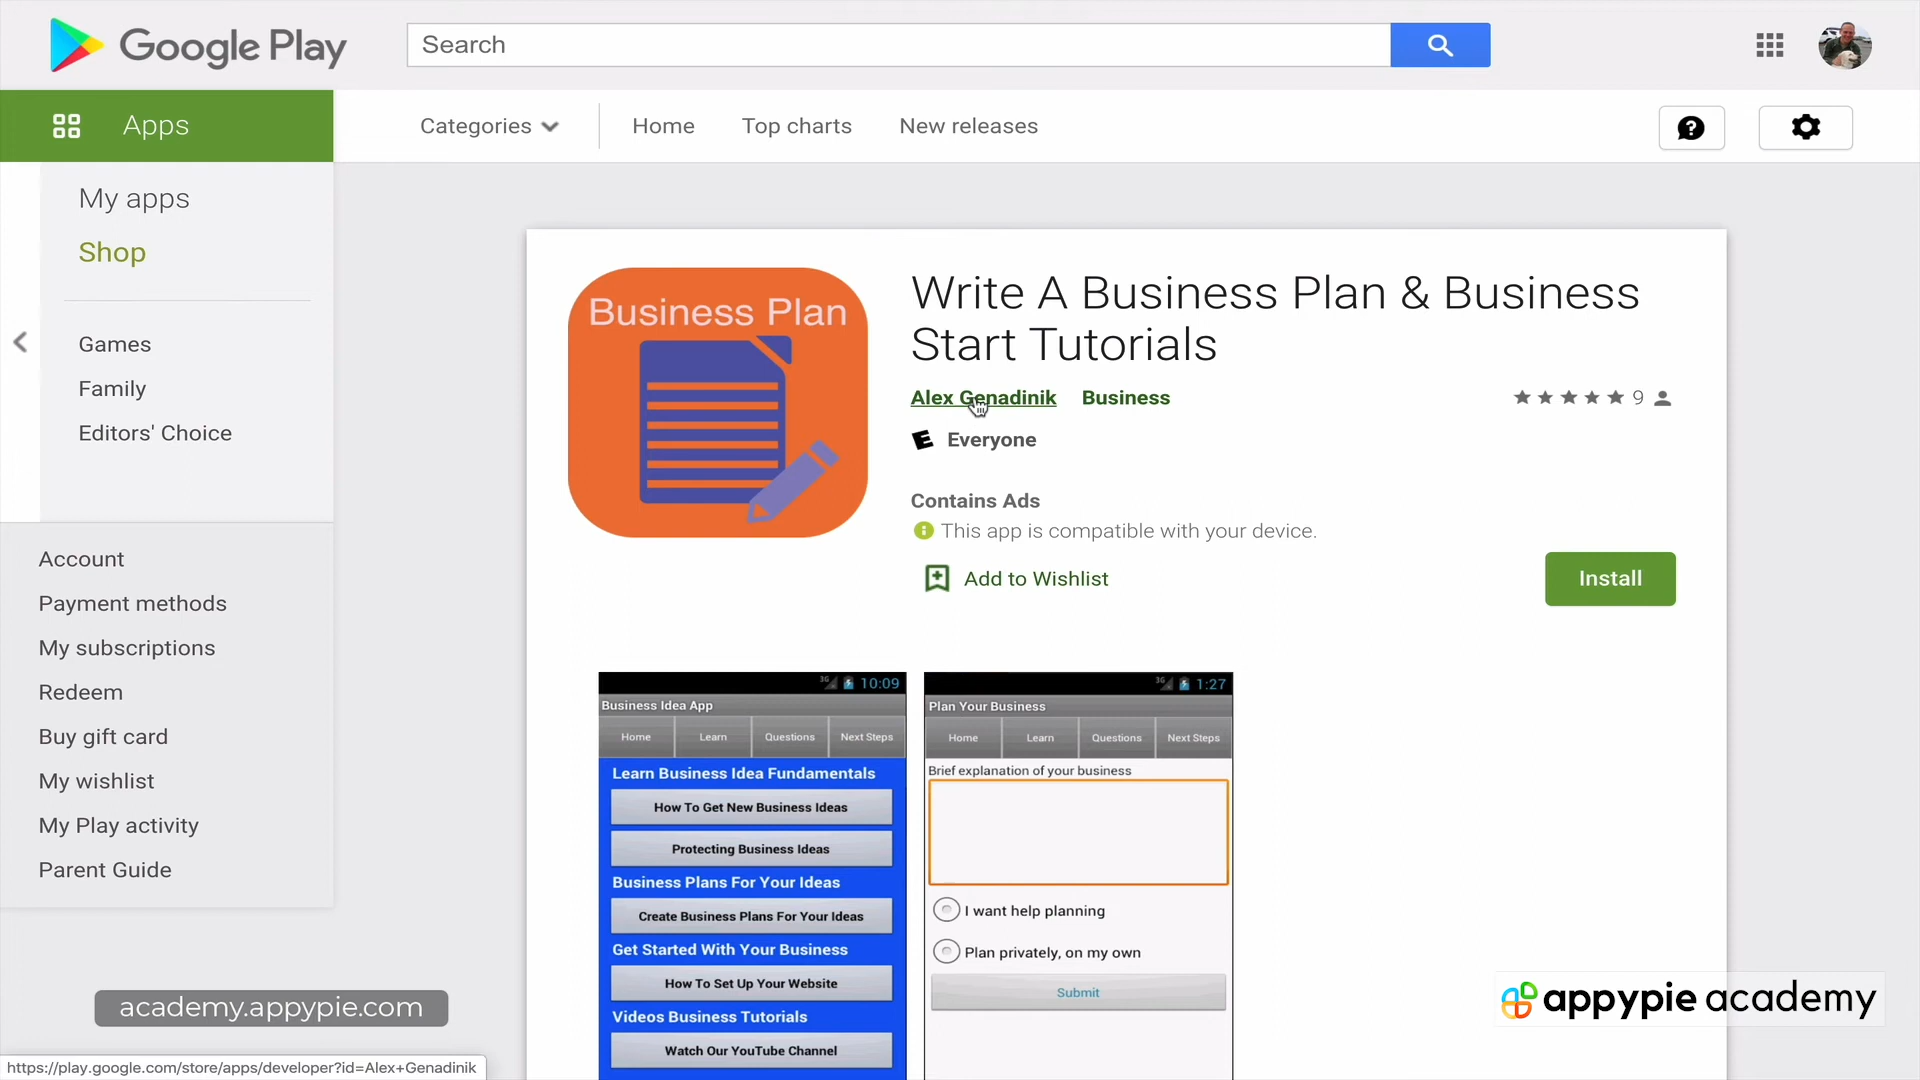 Google Play
Search
Apps
Categories
Home
Top charts
New releases
My apps
Shop
Games
Family
Editors' Choice
Account
Payment methods
My subscriptions
Redeem
Buy gift card
My wishlist
My Play activity
Parent Guide
Business Plan
Write A Business Plan & Business
Start Tutorials
Alex Genadinik Business
9
E Everyone
Contains Ads
This app is compatible with your device.
Add to Wishlist
Install
3G 10:09
Business Idea App
Home Learn Questions Next Steps
Learn Business Idea Fundamentals
How To Get New Business Ideas
Protecting Business Ideas
Business Plans For Your Ideas
Create Business Plans For Your Ideas
Get Started With Your Business
How To Set Up Your Website
Videos Business Tutorials
Watch Our YouTube Channel
3G 1:27
Plan Your Business
Home Learn Questions Next Steps
Brief explanation of your business
I want help planning
Plan privately, on my own
Submit
academy.appypie.com
appypie academy
https://play.google.com/store/apps/developer?id=Alex+Genadinik